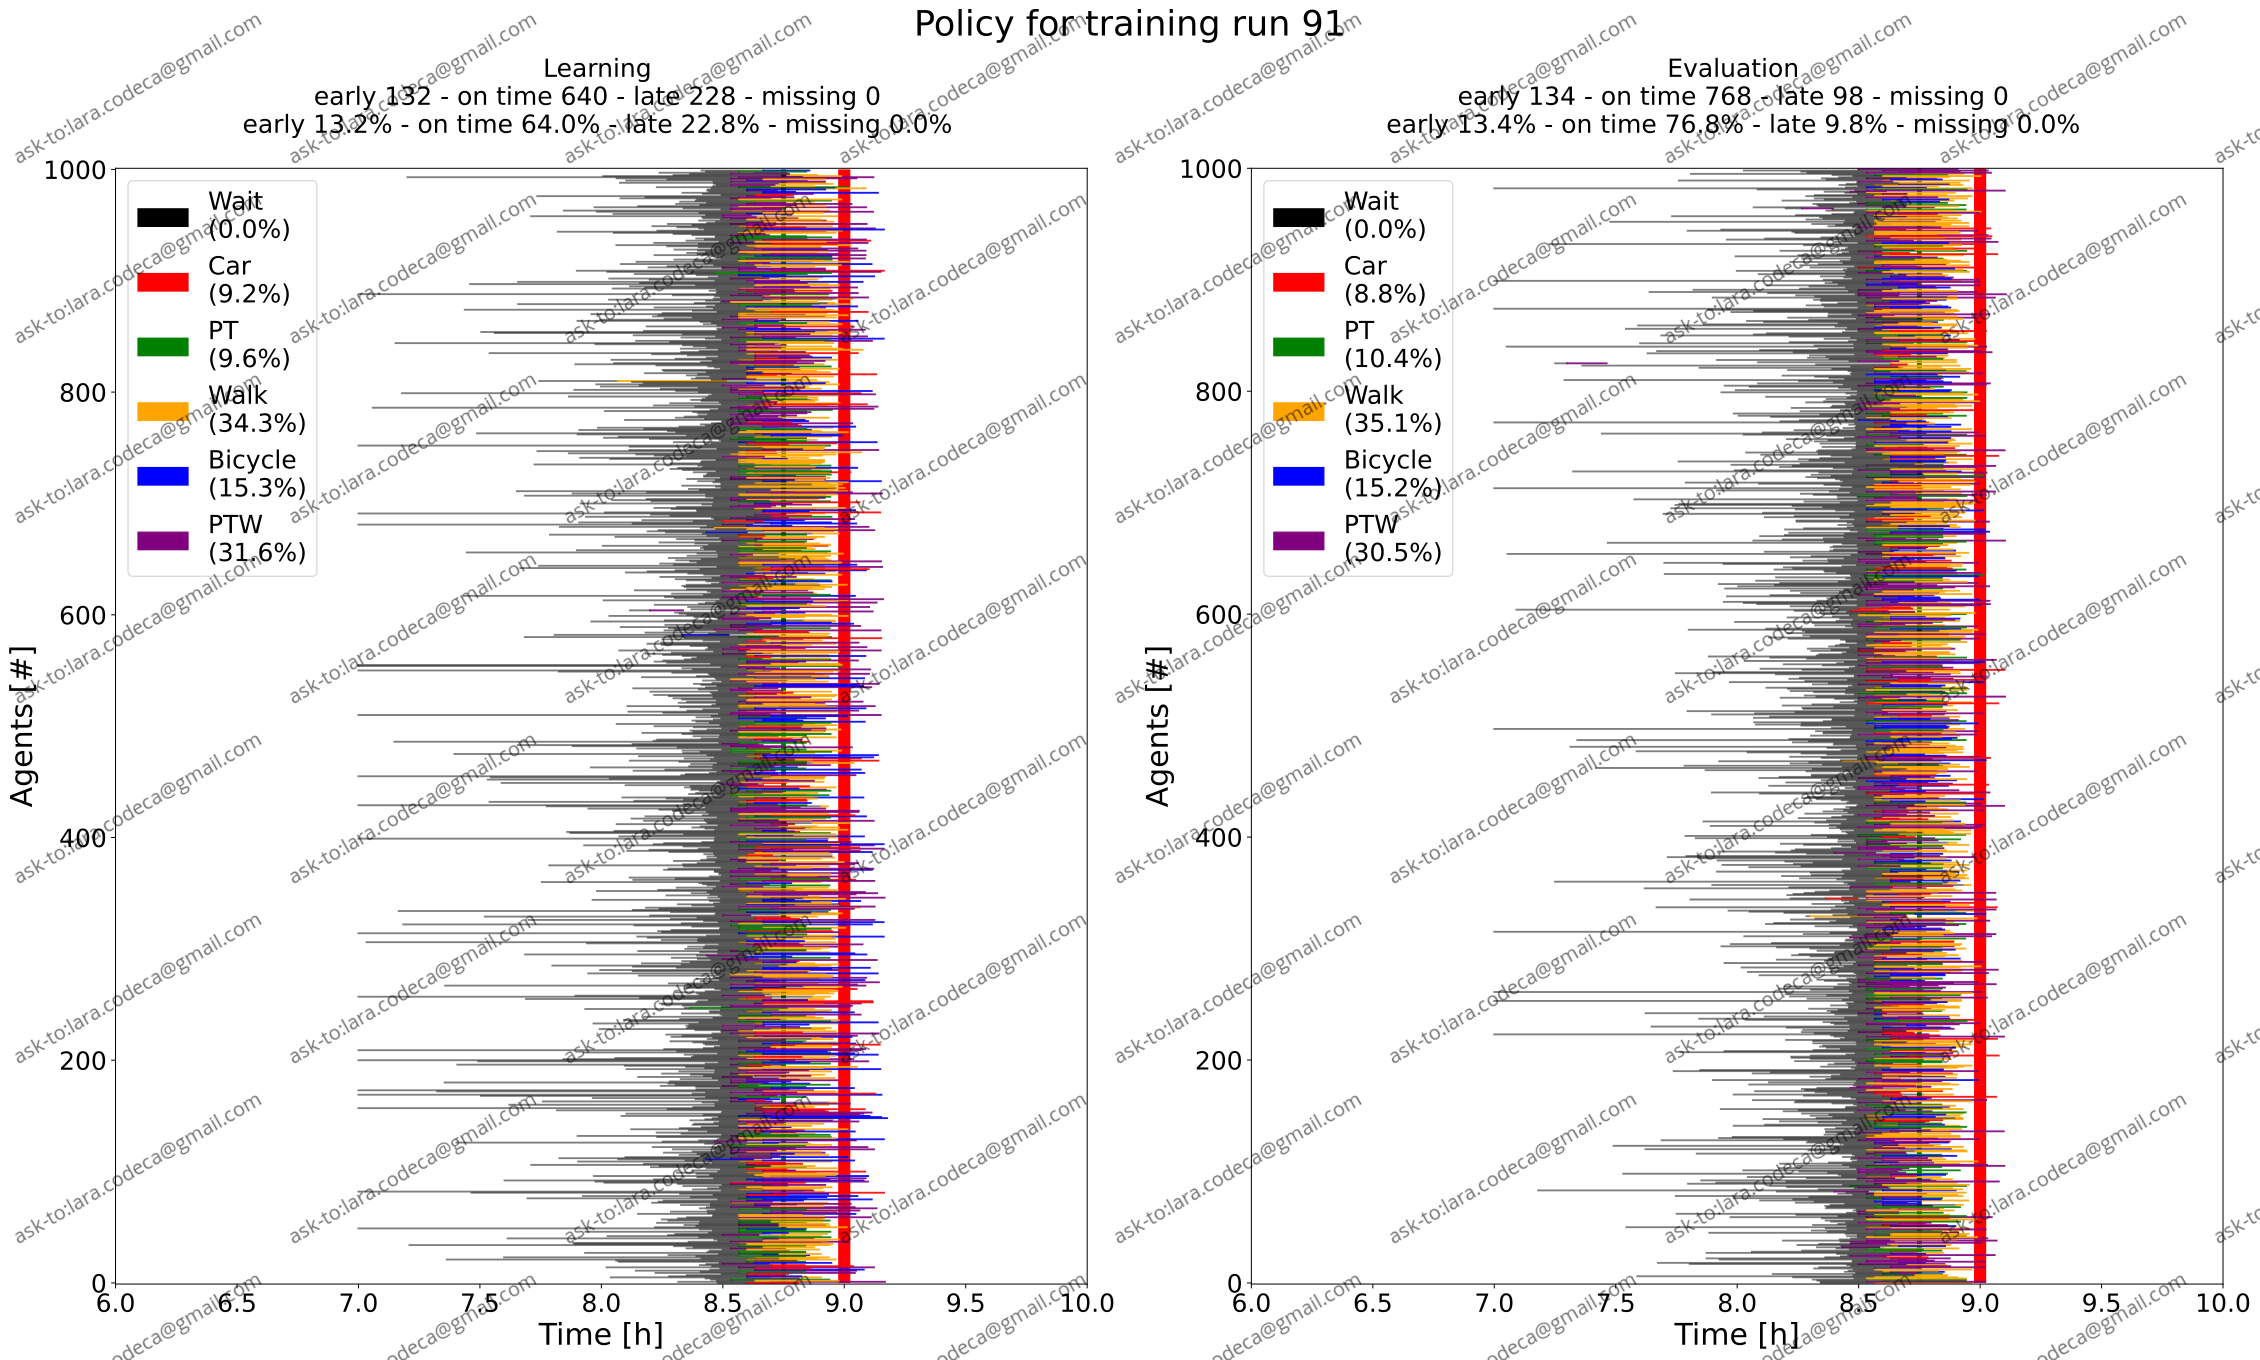 Policy for training run 91
Learning
early 132 - on time 640 - late 228 - missing 0
early 13.2% - on time 64.0% - late 22.8% - missing 0.0%
1000
800
600
400
200
0
Agents [#]
Wait
(0.0%)
Car
(9.2%)
PT
(9.6%)
Walk
(34.3%)
Bicycle
(15.3%)
PTW
(31.6%)
6.0 6.5 7.0 7.5 8.0 8.5 9.0 9.5 10.0
Time [h]
Evaluation
early 134 - on time 768 - late 98 - missing 0
early 13.4% - on time 76.8% - late 9.8% - missing 0.0%
1000
800
600
400
200
0
Agents [#]
Wait
(0.0%)
Car
(8.8%)
PT
(10.4%)
Walk
(35.1%)
Bicycle
(15.2%)
PTW
(30.5%)
6.0 6.5 7.0 7.5 8.0 8.5 9.0 9.5 10.0
Time [h]
ask-to:lara.codeca@gmail.com